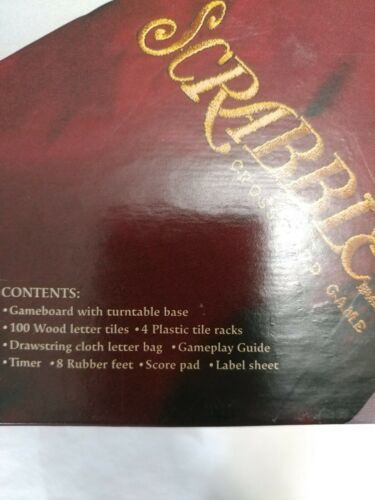 SCRABBLE
CROSSWORD GAME
CONTENTS:
•Gameboard with turntable base
•100 Wood letter tiles •4 Plastic tile racks
•Drawstring cloth letter bag •Gameplay Guide
•Timer •8 Rubber feet •Score pad •Label sheet